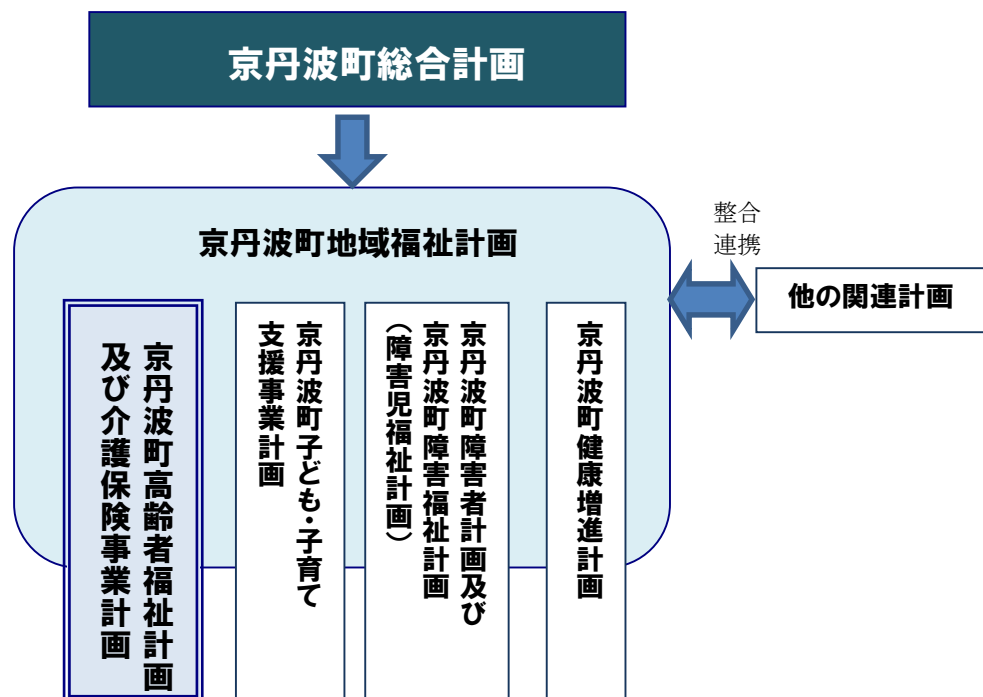 京丹波町総合計画
整合
連携
京丹波町地域福祉計画
他の関連計画
京丹波町高齢者福祉計画
及び介護保険事業計画
京丹波町子ども・子育て
支援事業計画
京丹波町障害者計画及び
京丹波町障害福祉計画
（障害児福祉計画）
京丹波町健康増進計画